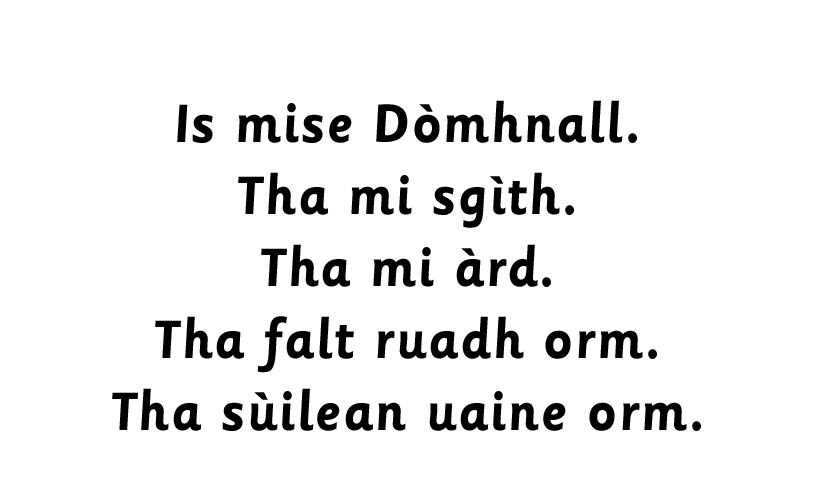 Is mise Dòmhnall.
Tha mi sgìth.
Tha mi àrd.
Tha falt ruadh orm.
Tha sùilean uaine orm.